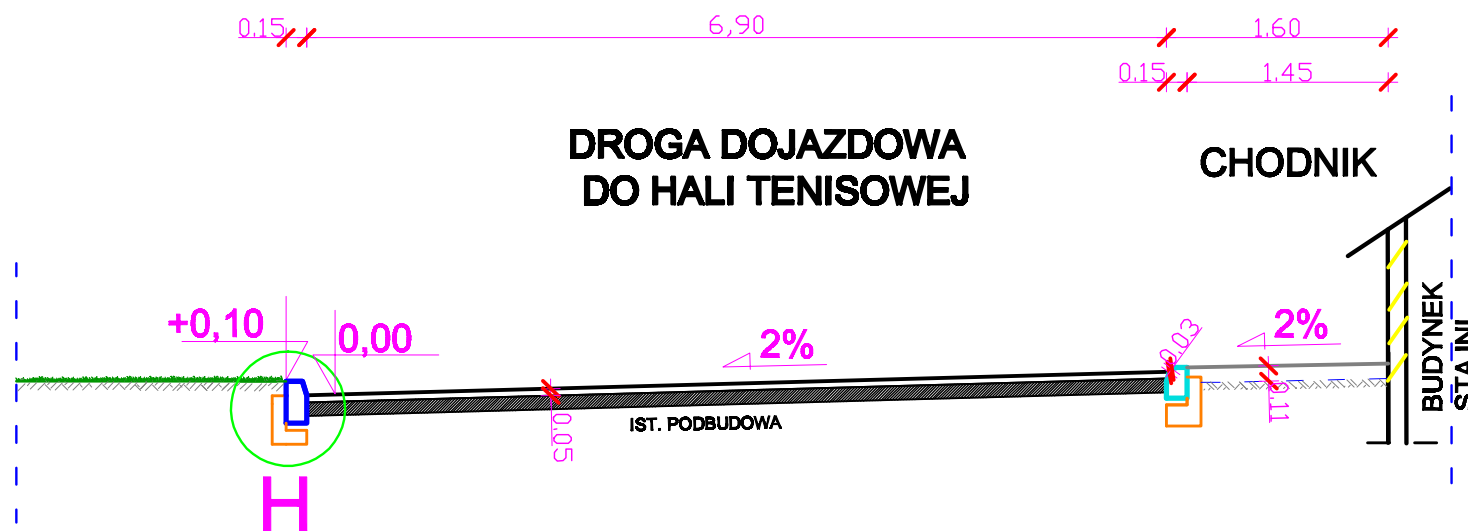 0.15
6,90
1.60
0.15
1.45
DROGA DOJAZDOWA
DO HALI TENISOWEJ
CHODNIK
+0,10
0,00
2%
0.03
2%
0.11
0.05
IST. PODBUDOWA
BUDYNEK
STAJNI
H